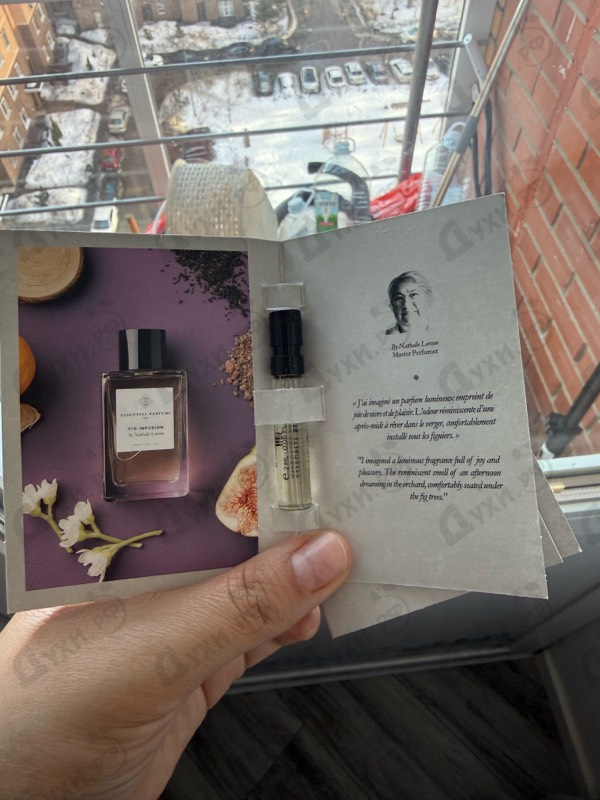 ESSENTIAL PARFUMS
FIG INFUSION
by Nathalie Lorson
By Nathalie Lorson
Master Perfumer
« J'ai imaginé un parfum lumineux empreint de
joie de vivre et de plaisir. L'odeur réminiscente d'une
après-midi à rêver dans le verger, confortablement
installé sous les figuiers. »
"I imagined a luminous fragrance full of joy and
pleasure. The reminiscent smell of an afternoon
dreaming in the orchard, comfortably seated under
the fig trees."
Духи.рф